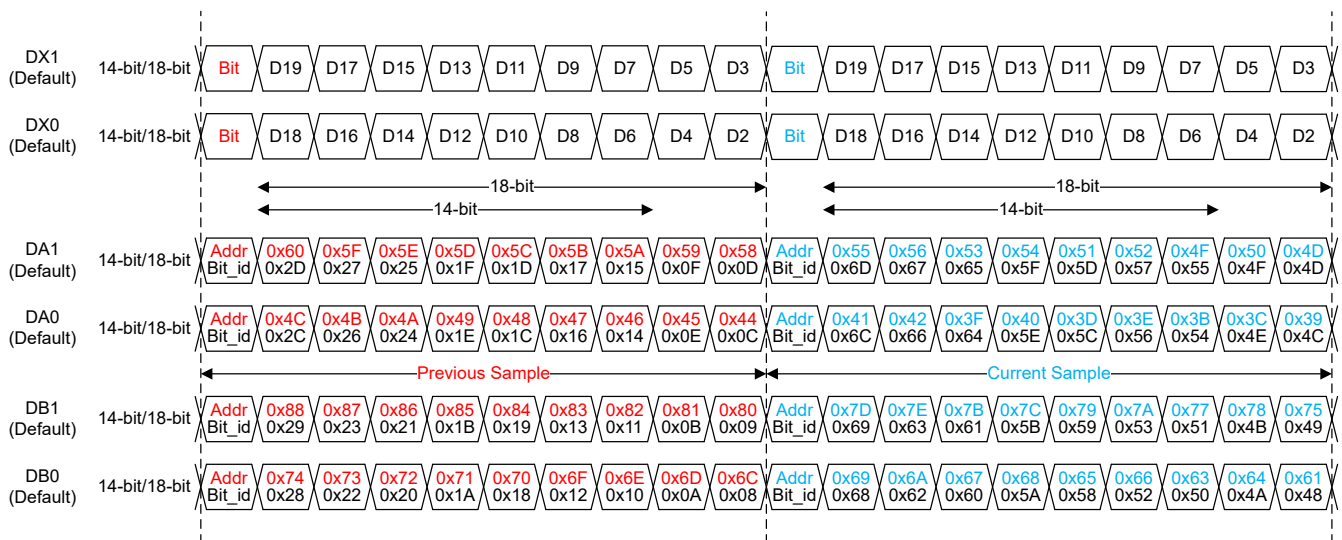 DX1
(Default)
14-bit/18-bit Bit D19 D17 D15 D13 D11 D9 D7 D5 D3 Bit D19 D17 D15 D13 D11 D9 D7 D5 D3
DX0
(Default)
14-bit/18-bit Bit D18 D16 D14 D12 D10 D8 D6 D4 D2 Bit D18 D16 D14 D12 D10 D8 D6 D4 D2
18-bit 18-bit
14-bit 14-bit
DA1
(Default)
14-bit/18-bit
Addr 0x60 0x5F 0x5E 0x5D 0x5C 0x5B 0x5A 0x59 0x58 Addr 0x55 0x56 0x53 0x54 0x51 0x52 0x4F 0x50 0x4D
Bit_id 0x2D 0x27 0x25 0x1F 0x1D 0x17 0x15 0x0F 0x0D Bit_id 0x6D 0x67 0x65 0x5F 0x5D 0x57 0x55 0x4F 0x4D
DA0
(Default)
14-bit/18-bit
Addr 0x4C 0x4B 0x4A 0x49 0x48 0x47 0x46 0x45 0x44 Addr 0x41 0x42 0x3F 0x40 0x3D 0x3E 0x3B 0x3C 0x39
Bit_id 0x2C 0x26 0x24 0x1E 0x1C 0x16 0x14 0x0E 0x0C Bit_id 0x6C 0x66 0x64 0x5E 0x5C 0x56 0x54 0x4E 0x4C
Previous Sample Current Sample
DB1
(Default)
14-bit/18-bit
Addr 0x88 0x87 0x86 0x85 0x84 0x83 0x82 0x81 0x80 Addr 0x7D 0x7E 0x7B 0x7C 0x79 0x7A 0x77 0x78 0x75
Bit_id 0x29 0x23 0x21 0x1B 0x19 0x13 0x11 0x0B 0x09 Bit_id 0x69 0x63 0x61 0x5B 0x59 0x53 0x51 0x4B 0x49
DB0
(Default)
14-bit/18-bit
Addr 0x74 0x73 0x72 0x71 0x70 0x6F 0x6E 0x6D 0x6C Addr 0x69 0x6A 0x67 0x68 0x65 0x66 0x63 0x64 0x61
Bit_id 0x28 0x22 0x20 0x1A 0x18 0x12 0x10 0x0A 0x08 Bit_id 0x68 0x62 0x60 0x5A 0x58 0x52 0x50 0x4A 0x48